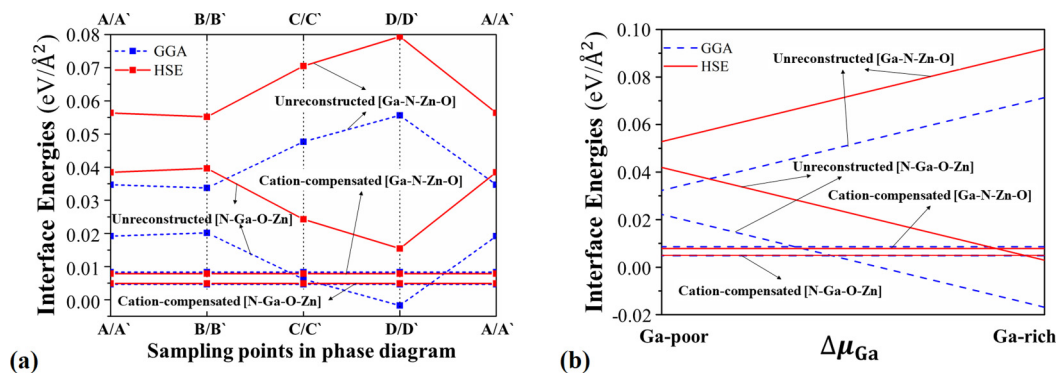 A/A` B/B` C/C` D/D` A/A`
0.08
GGA
HSE
0.07
0.06
Unreconstructed [Ga-N-Zn-O]
0.05
0.04
Cation-compensated [Ga-N-Zn-O]
0.03
Unreconstructed [N-Ga-O-Zn]
0.02
0.01
0.00
Cation-compensated [N-Ga-O-Zn]
A/A` B/B` C/C` D/D` A/A`
Interface Energies (eV/Å²)
Sampling points in phase diagram
(a)
0.10
GGA
HSE
Unreconstructed [Ga-N-Zn-O]
0.08
0.06
0.04
Unreconstructed [N-Ga-O-Zn]
Cation-compensated [Ga-N-Zn-O]
0.02
0.00
Cation-compensated [N-Ga-O-Zn]
-0.02
Interface Energies (eV/Å²)
Ga-poor ΔμGa Ga-rich
(b)